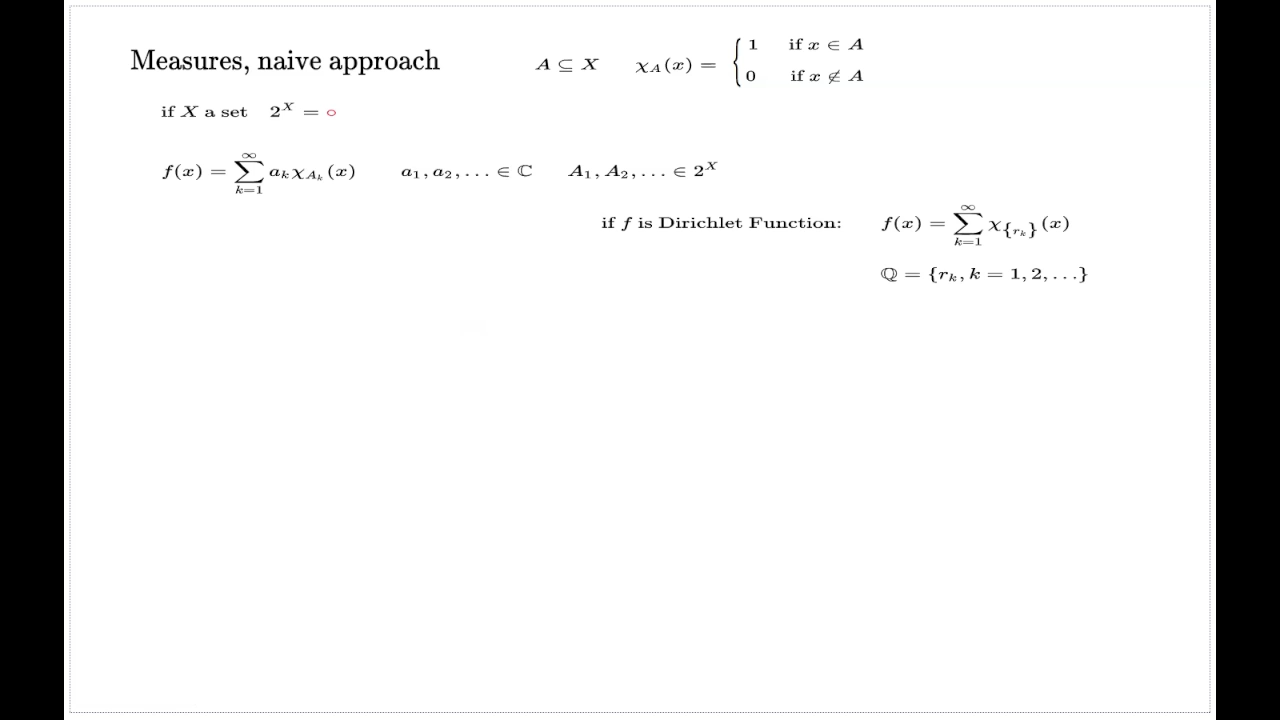 Measures, naive approach A ⊆ X χ_A(x) = { 1 if x ∈ A
0 if x ∉ A
if X a set 2^X = ∘
f(x) = ∑_{k=1}^{∞} a_k χ_{A_k}(x) a_1, a_2, … ∈ ℂ A_1, A_2, … ∈ 2^X
if f is Dirichlet Function: f(x) = ∑_{k=1}^{∞} χ_{{r_k}}(x)
ℚ = {r_k, k = 1, 2, …}